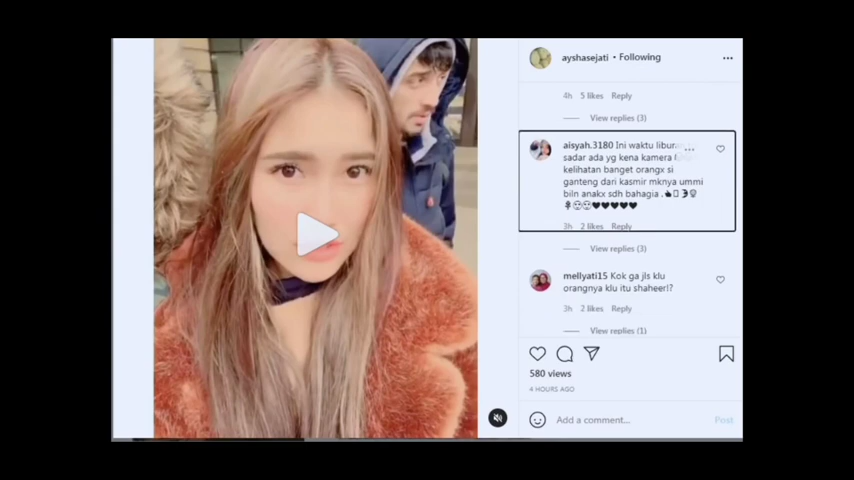 ayshasejati • Following
4h 5 likes Reply
View replies (3)
aisyah.3180 Ini waktu
sadar ada yg kena kamera
kelihatan banget orangx si
ganteng dari kasmir mknya ummi
biln anakx sdh bahagia
3h 2 likes Reply
View replies (3)
mellyati15 Kok ga jls klu
orangnya klu itu shaheer!?
3h 2 likes Reply
View replies (1)
580 views
4 HOURS AGO
Add a comment... Post